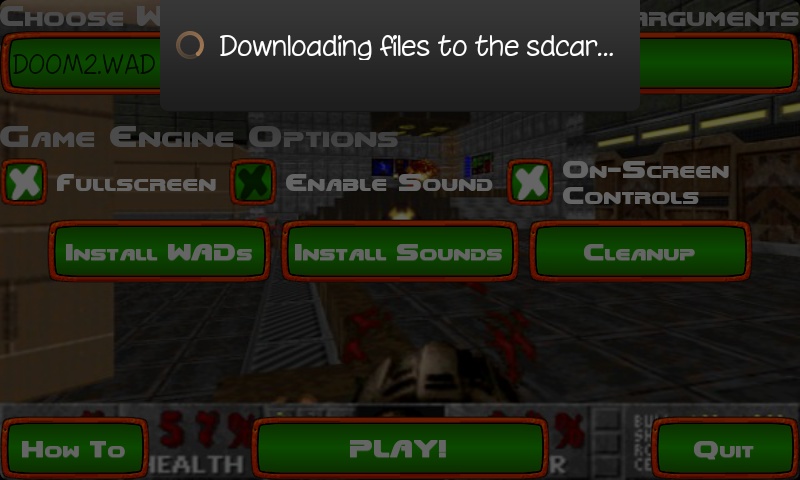 Choose W
arguments
Downloading files to the sdcar...
DOOM2.WAD
Game Engine Options
Fullscreen
Enable Sound
On-Screen
Controls
Install WADs
Install Sounds
Cleanup
57%
%
How To
PLAY!
Quit
HEALTH
R